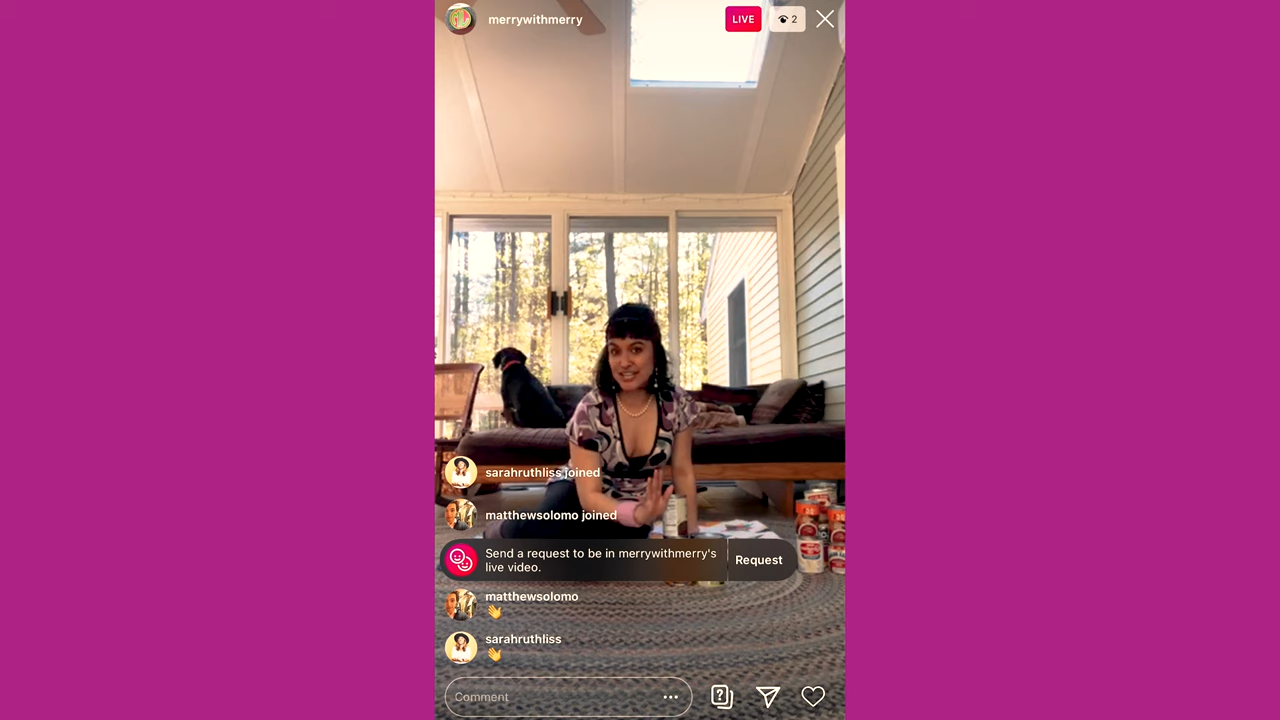 merrywithmerry
LIVE
2
sarahruthliss joined
matthewsolomo joined
Send a request to be in merrywithmerry's
live video.
Request
matthewsolomo
👋
sarahruthliss
👋
Comment